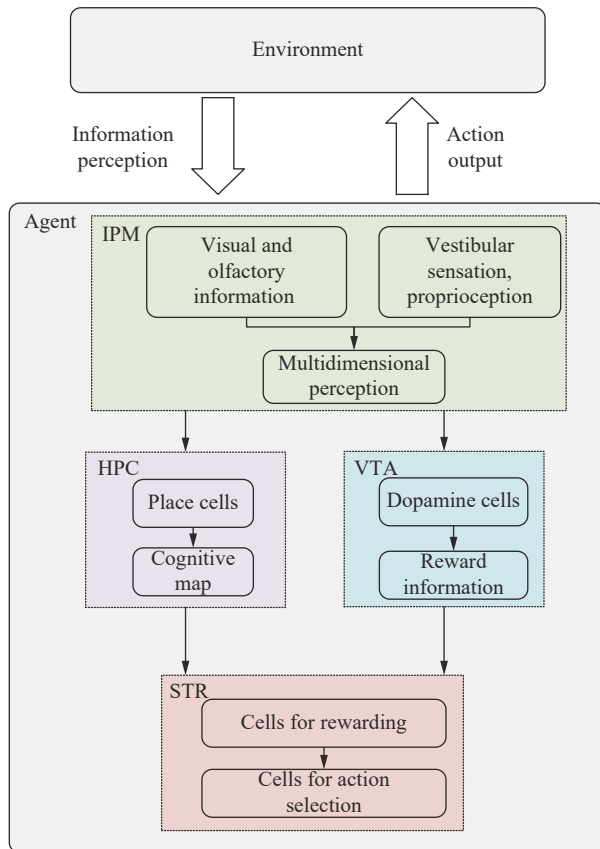 Environment
Information
perception
Action
output
Agent
IPM
Visual and
olfactory
information
Vestibular
sensation,
proprioception
Multidimensional
perception
HPC
Place cells
Cognitive
map
VTA
Dopamine cells
Reward
information
STR
Cells for rewarding
Cells for action
selection